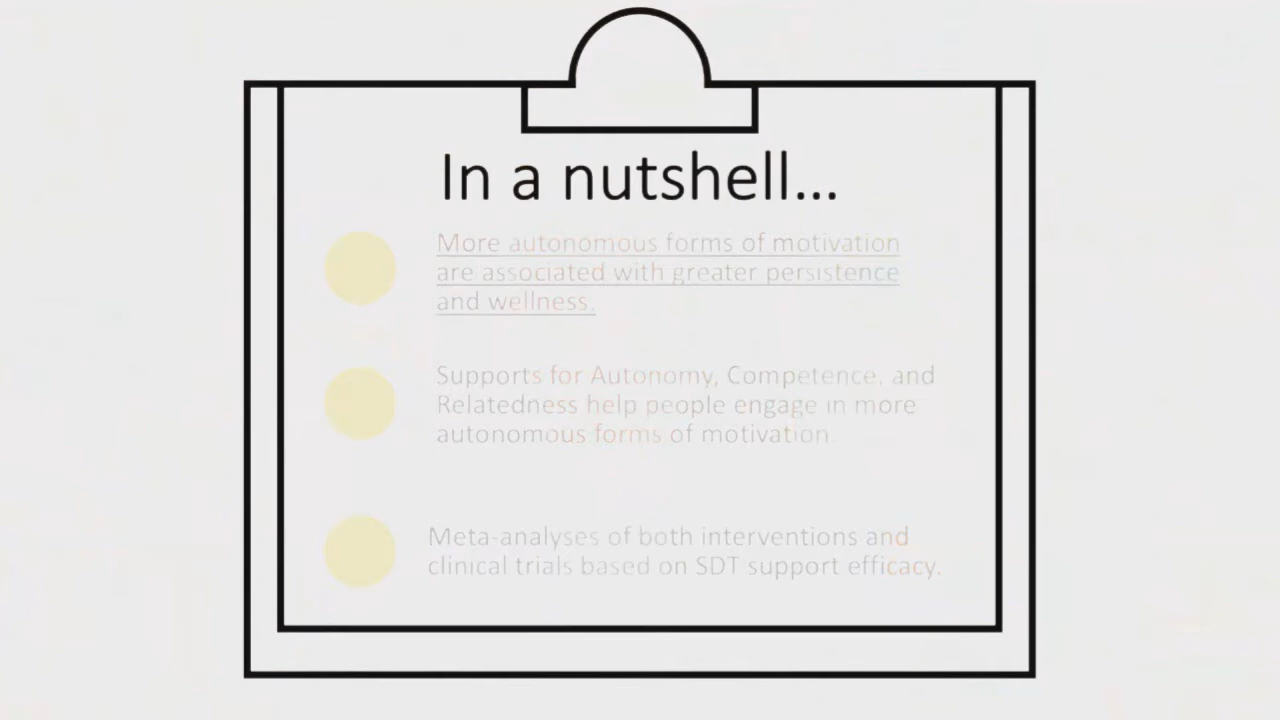 In a nutshell...
More autonomous forms of motivation
are associated with greater persistence
and wellness.
Supports for Autonomy, Competence, and
Relatedness help people engage in more
autonomous forms of motivation.
Meta-analyses of both interventions and
clinical trials based on SDT support efficacy.